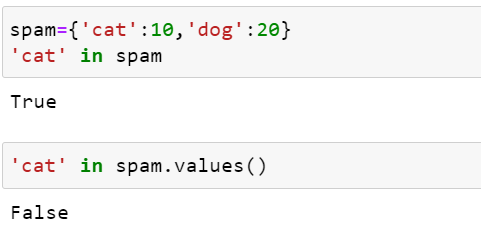 spam={'cat':10,'dog':20}
'cat' in spam
True
'cat' in spam.values()
False